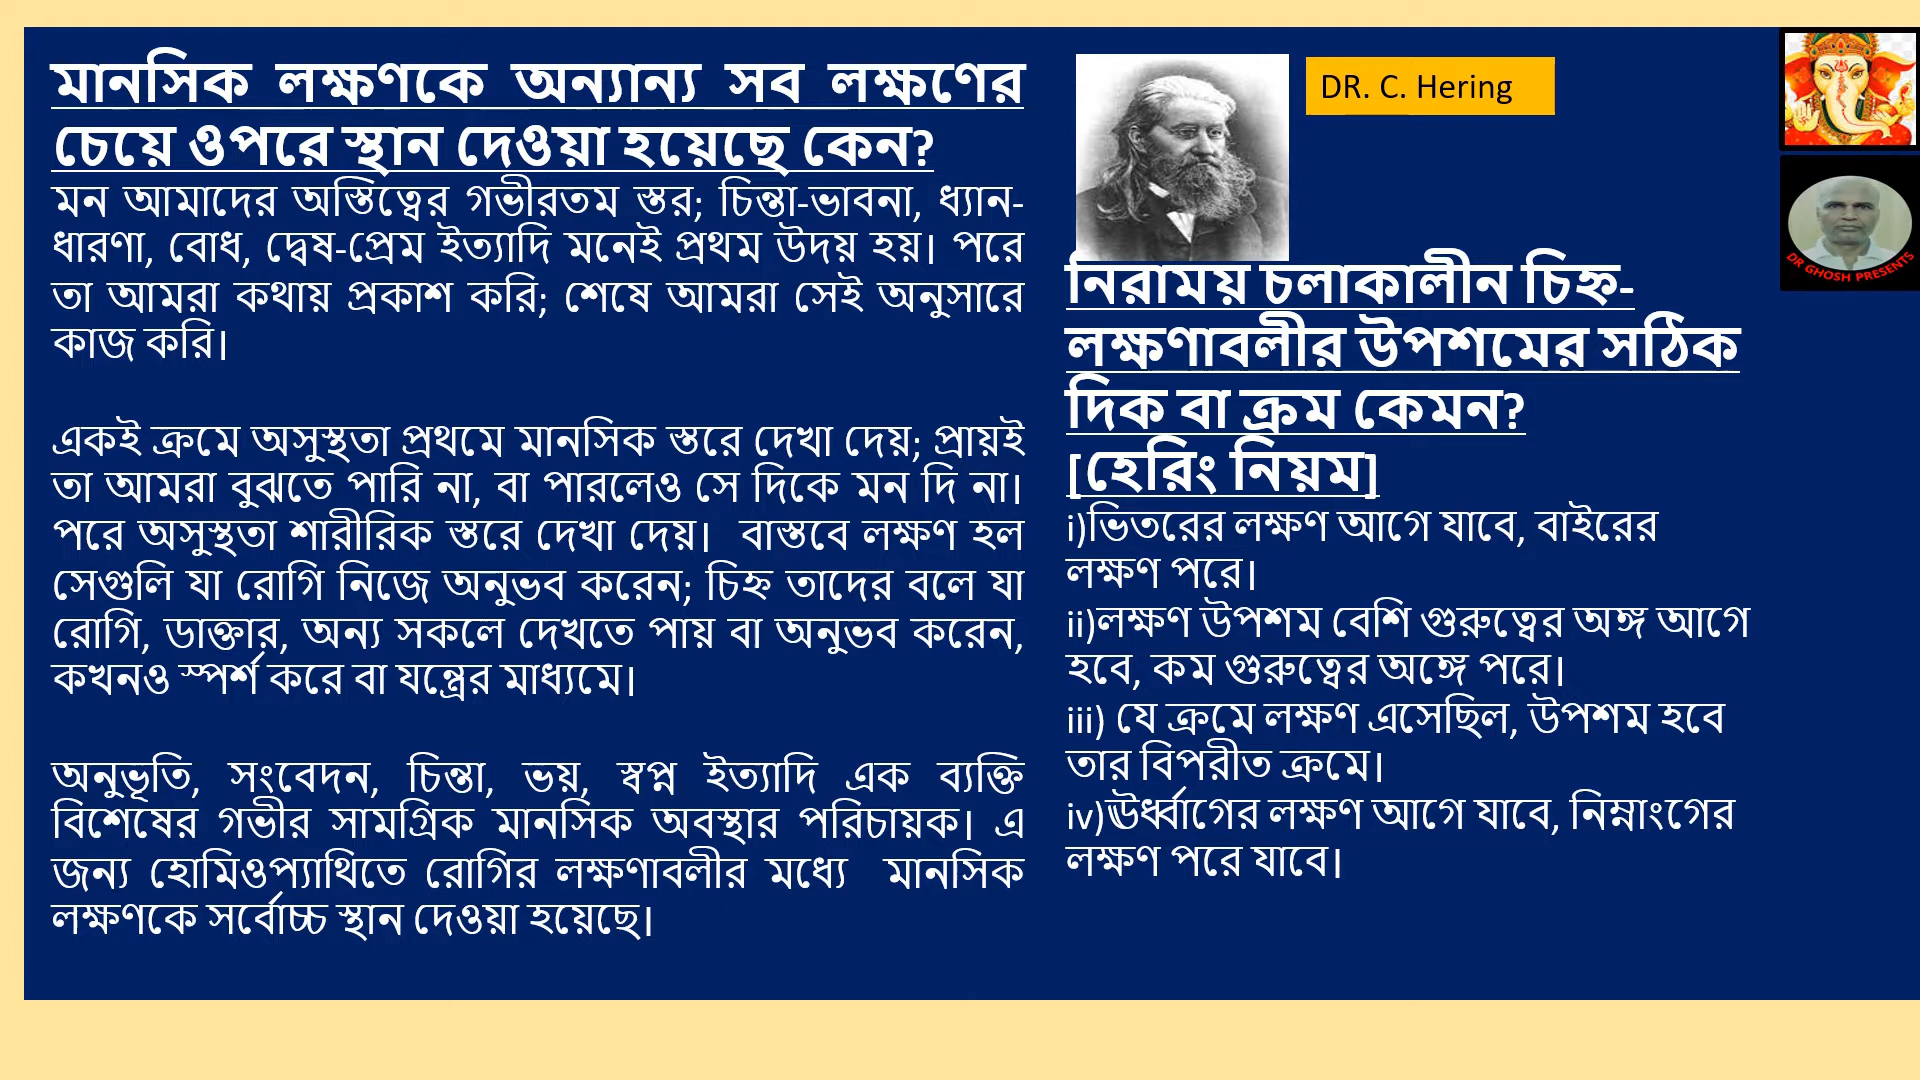 মানসিক লক্ষণকে অন্যান্য সব লক্ষণের
চেয়ে ওপরে স্থান দেওয়া হয়েছে কেন?
মন আমাদের অস্তিত্বের গভীরতম স্তর; চিন্তা-ভাবনা, ধ্যান-
ধারণা, বোধ, দ্বেষ-প্রেম ইত্যাদি মনেই প্রথম উদয় হয়। পরে
তা আমরা কথায় প্রকাশ করি; শেষে আমরা সেই অনুসারে
কাজ করি।
একই ক্রমে অসুস্থতা প্রথমে মানসিক স্তরে দেখা দেয়; প্রায়ই
তা আমরা বুঝতে পারি না, বা পারলেও সে দিকে মন দি না।
পরে অসুস্থতা শারীরিক স্তরে দেখা দেয়। বাস্তবে লক্ষণ হল
সেগুলি যা রোগি নিজে অনুভব করেন; চিহ্ন তাদের বলে যা
রোগি, ডাক্তার, অন্য সকলে দেখতে পায় বা অনুভব করেন,
কখনও স্পর্শ করে বা যন্ত্রের মাধ্যমে।
অনুভূতি, সংবেদন, চিন্তা, ভয়, স্বপ্ন ইত্যাদি এক ব্যক্তি
বিশেষের গভীর সামগ্রিক মানসিক অবস্থার পরিচায়ক। এ
জন্য হোমিওপ্যাথিতে রোগির লক্ষণাবলীর মধ্যে মানসিক
লক্ষণকে সর্বোচ্চ স্থান দেওয়া হয়েছে।
DR. C. Hering
নিরাময় চলাকালীন চিহ্ন-
লক্ষণাবলীর উপশমের সঠিক
দিক বা ক্রম কেমন?
[হেরিং নিয়ম]
i)ভিতরের লক্ষণ আগে যাবে, বাইরের
লক্ষণ পরে।
ii)লক্ষণ উপশম বেশি গুরুত্বের অঙ্গ আগে
হবে, কম গুরুত্বের অঙ্গে পরে।
iii) যে ক্রমে লক্ষণ এসেছিল, উপশম হবে
তার বিপরীত ক্রমে।
iv)ঊর্ধ্বাগের লক্ষণ আগে যাবে, নিম্নাংগের
লক্ষণ পরে যাবে।
DR GHOSH PRESENTS